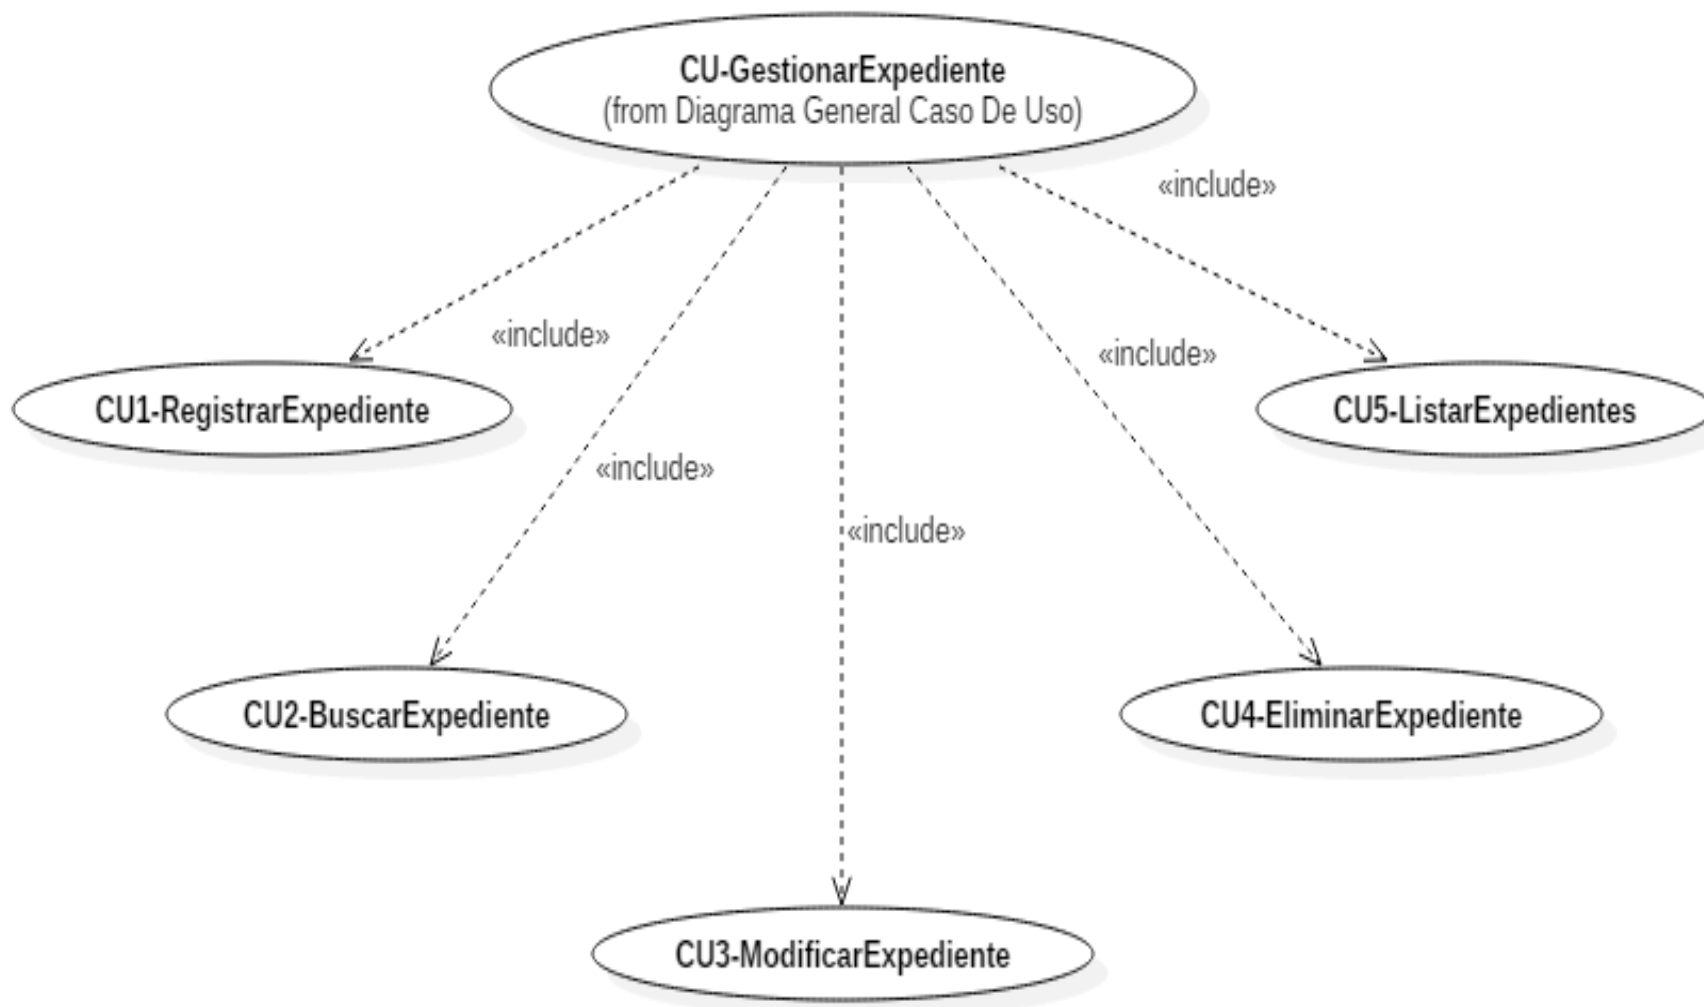 CU-GestionarExpediente
(from Diagrama General Caso De Uso)
«include»
«include»
«include»
CU1-RegistrarExpediente
CU5-ListarExpedientes
«include»
«include»
CU2-BuscarExpediente
CU4-EliminarExpediente
CU3-ModificarExpediente